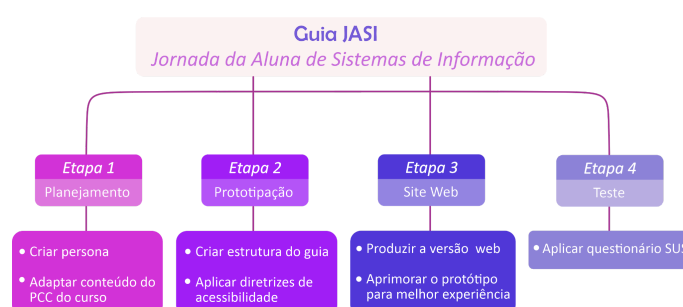 Guia JASI
Jornada da Aluna de Sistemas de Informação
Etapa 1
Planejamento
Etapa 2
Prototipação
Etapa 3
Site Web
Etapa 4
Teste
• Criar persona
• Adaptar conteúdo do
PCC do curso
• Criar estrutura do guia
• Aplicar diretrizes de
acessibilidade
• Produzir a versão web
• Aprimorar o protótipo
para melhor experiência
• Aplicar questionário SUS